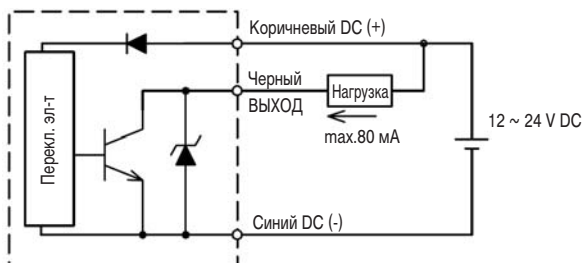 Коричневый DC (+)
Черный
ВЫХОД
Нагрузка
max.80 мА
12 ~ 24 V DC
Перекл. эл-т
Синий DC (-)